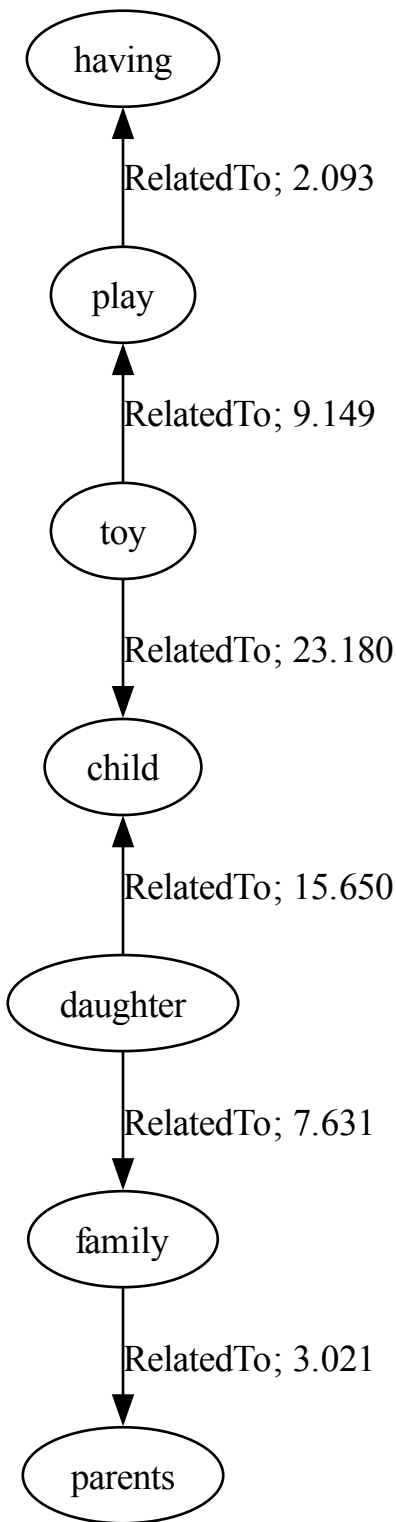 having
RelatedTo; 2.093
play
RelatedTo; 9.149
toy
RelatedTo; 23.180
child
RelatedTo; 15.650
daughter
RelatedTo; 7.631
family
RelatedTo; 3.021
parents